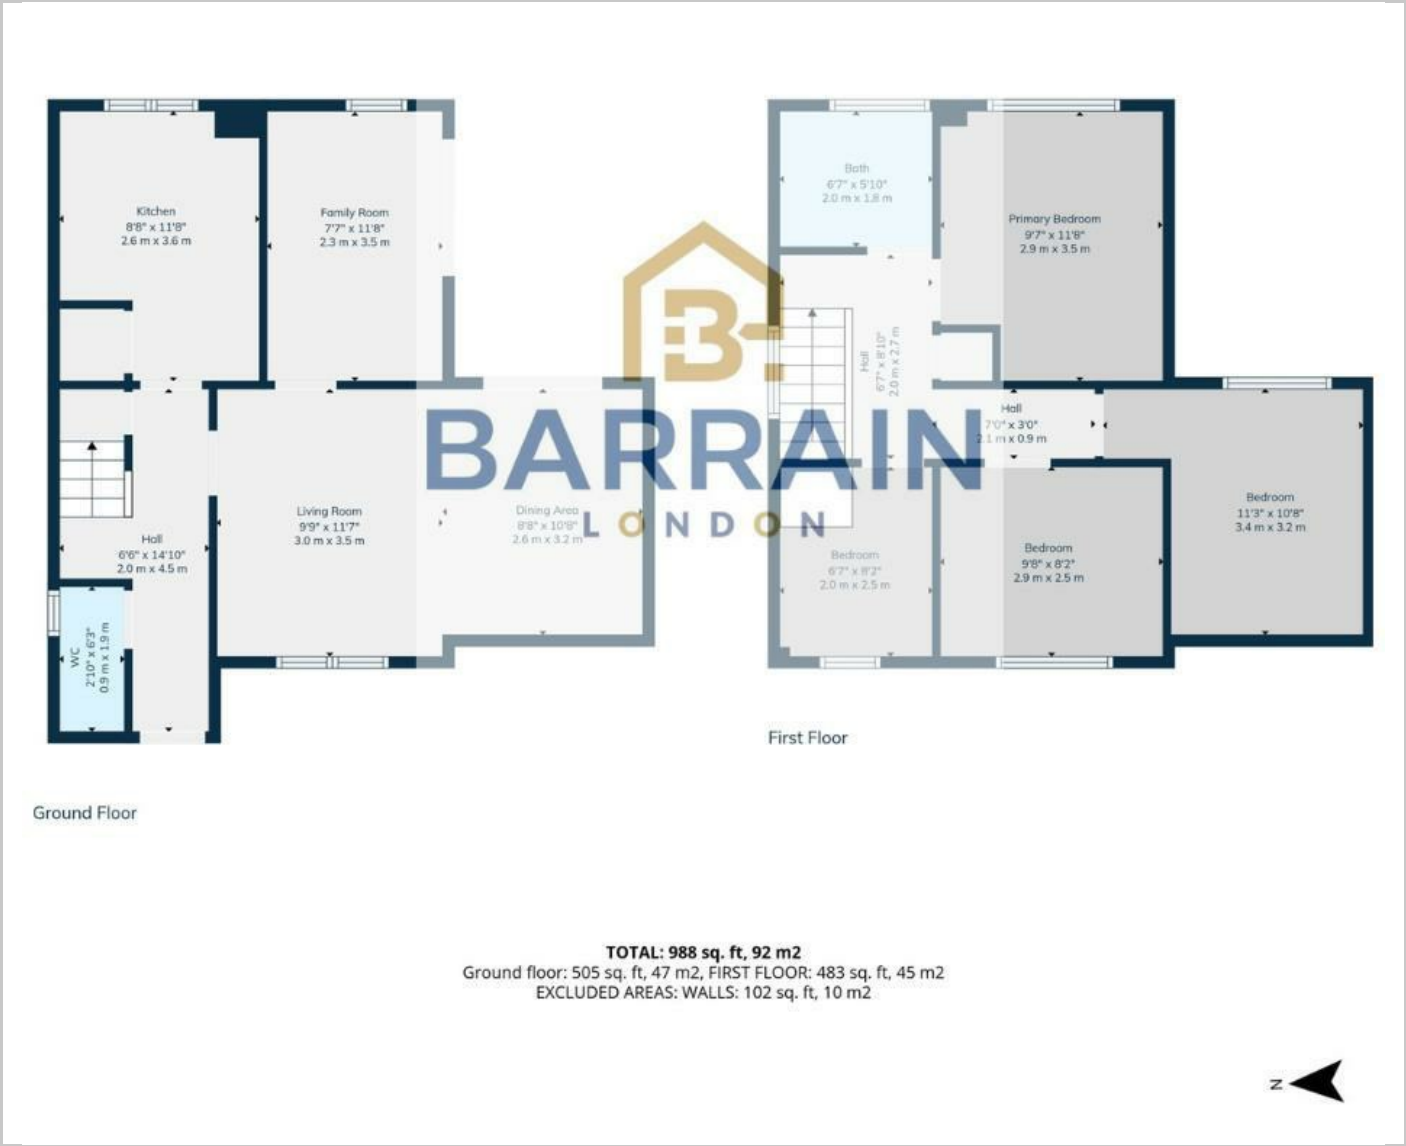 Kitchen
8'8" x 11'8"
2.6 m x 3.6 m
Family Room
7'7" x 11'8"
2.3 m x 3.5 m
Living Room
9'9" x 11'7"
3.0 m x 3.5 m
Dining Area
8'8" x 10'8"
2.6 m x 3.2 m
Hall
6'6" x 14'10"
2.0 m x 4.5 m
WC
2'10" x 6'3"
0.9 m x 1.9 m
Ground Floor
BARRAIN
LONDON
Bath
6'7" x 5'10"
2.0 m x 1.8 m
Primary Bedroom
9'7" x 11'8"
2.9 m x 3.5 m
Hall
6'7" x 8'10"
2.0 m x 2.7 m
Hall
7'0" x 3'0"
2.1 m x 0.9 m
Bedroom
11'3" x 10'8"
3.4 m x 3.2 m
Bedroom
6'7" x 8'2"
2.0 m x 2.5 m
Bedroom
9'8" x 8'2"
2.9 m x 2.5 m
First Floor
TOTAL: 988 sq. ft, 92 m2
Ground floor: 505 sq. ft, 47 m2, FIRST FLOOR: 483 sq. ft, 45 m2
EXCLUDED AREAS: WALLS: 102 sq. ft, 10 m2
N